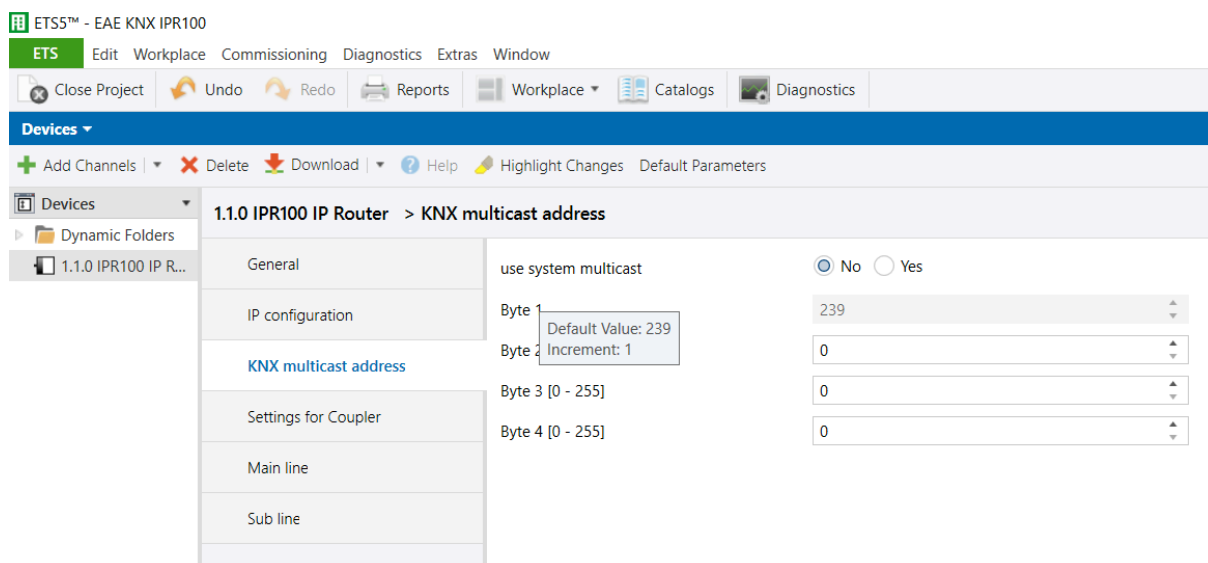 ETS5™ - EAE KNX IPR100
ETS Edit Workplace Commissioning Diagnostics Extras Window
Close Project Undo Redo Reports Workplace Catalogs Diagnostics
Devices
Add Channels Delete Download Help Highlight Changes Default Parameters
Devices
Dynamic Folders
1.1.0 IPR100 IP R...
1.1.0 IPR100 IP Router > KNX multicast address
General
IP configuration
KNX multicast address
Settings for Coupler
Main line
Sub line
use system multicast No Yes
Byte 1 239
Default Value: 239
Increment: 1
Byte 2 0
Byte 3 [0 - 255] 0
Byte 4 [0 - 255] 0